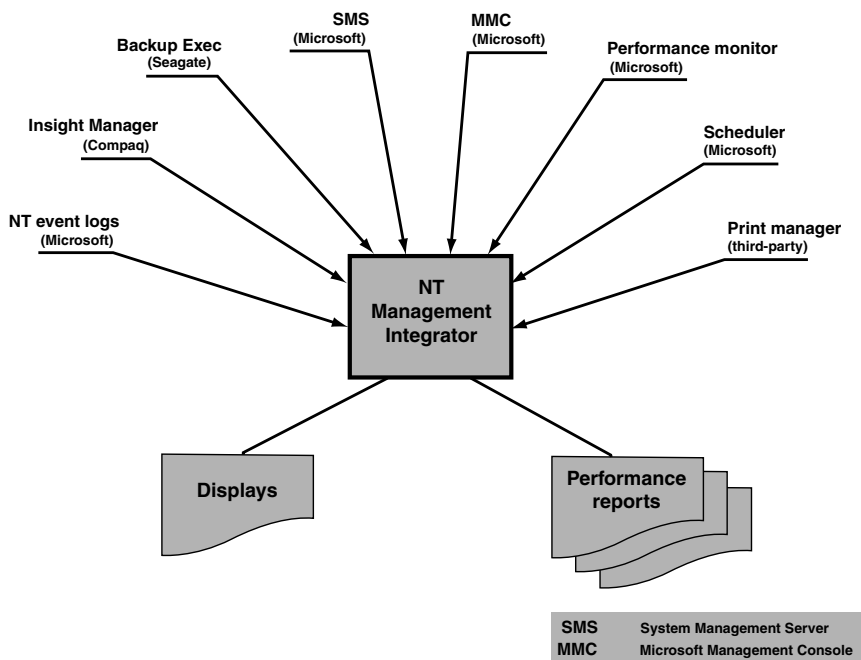 SMS
(Microsoft)
MMC
(Microsoft)
Backup Exec
(Seagate)
Performance monitor
(Microsoft)
Insight Manager
(Compaq)
Scheduler
(Microsoft)
NT event logs
(Microsoft)
Print manager
(third-party)
NT
Management
Integrator
Displays
Performance
reports
SMS System Management Server
MMC Microsoft Management Console